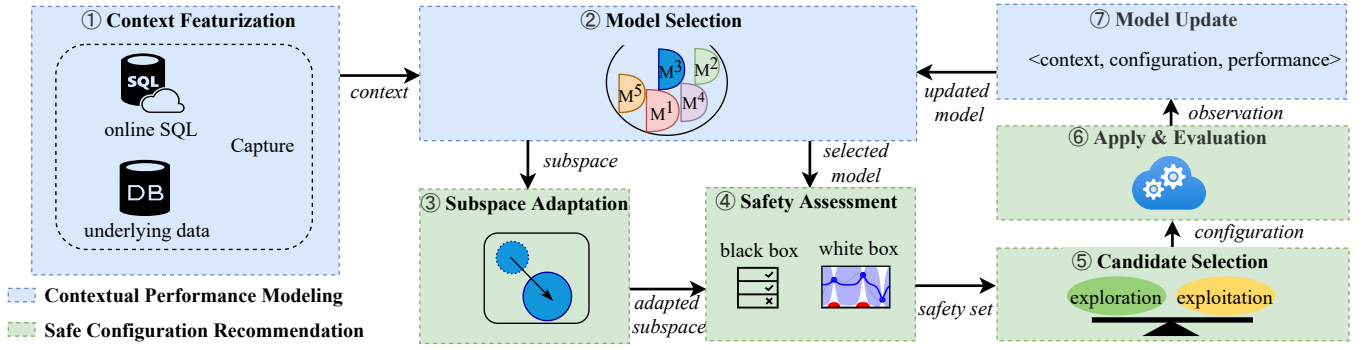 ① Context Featurization
SQL
online SQL
Capture
DB
underlying data
context
② Model Selection
M³
M²
M⁵
M¹
M⁴
subspace
selected
model
updated
model
⑦ Model Update
<context, configuration, performance>
observation
⑥ Apply & Evaluation
configuration
③ Subspace Adaptation
adapted
subspace
④ Safety Assessment
black box
white box
safety set
⑤ Candidate Selection
exploration
exploitation
Contextual Performance Modeling
Safe Configuration Recommendation